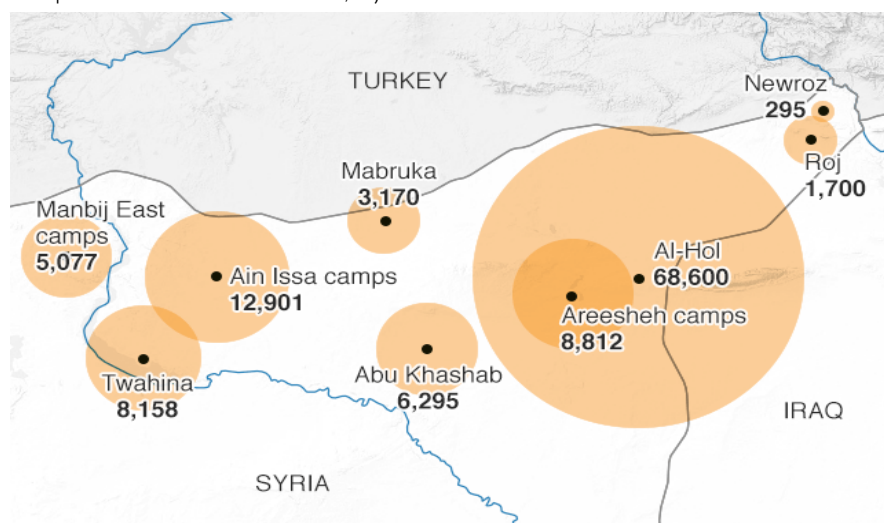 TURKEY
Newroz
295
Roj
1,700
Mabruka
3,170
Manbij East
camps
5,077
Ain Issa camps
12,901
Al-Hol
68,600
Areesheh camps
8,812
Twahina
8,158
Abu Khashab
6,295
IRAQ
SYRIA